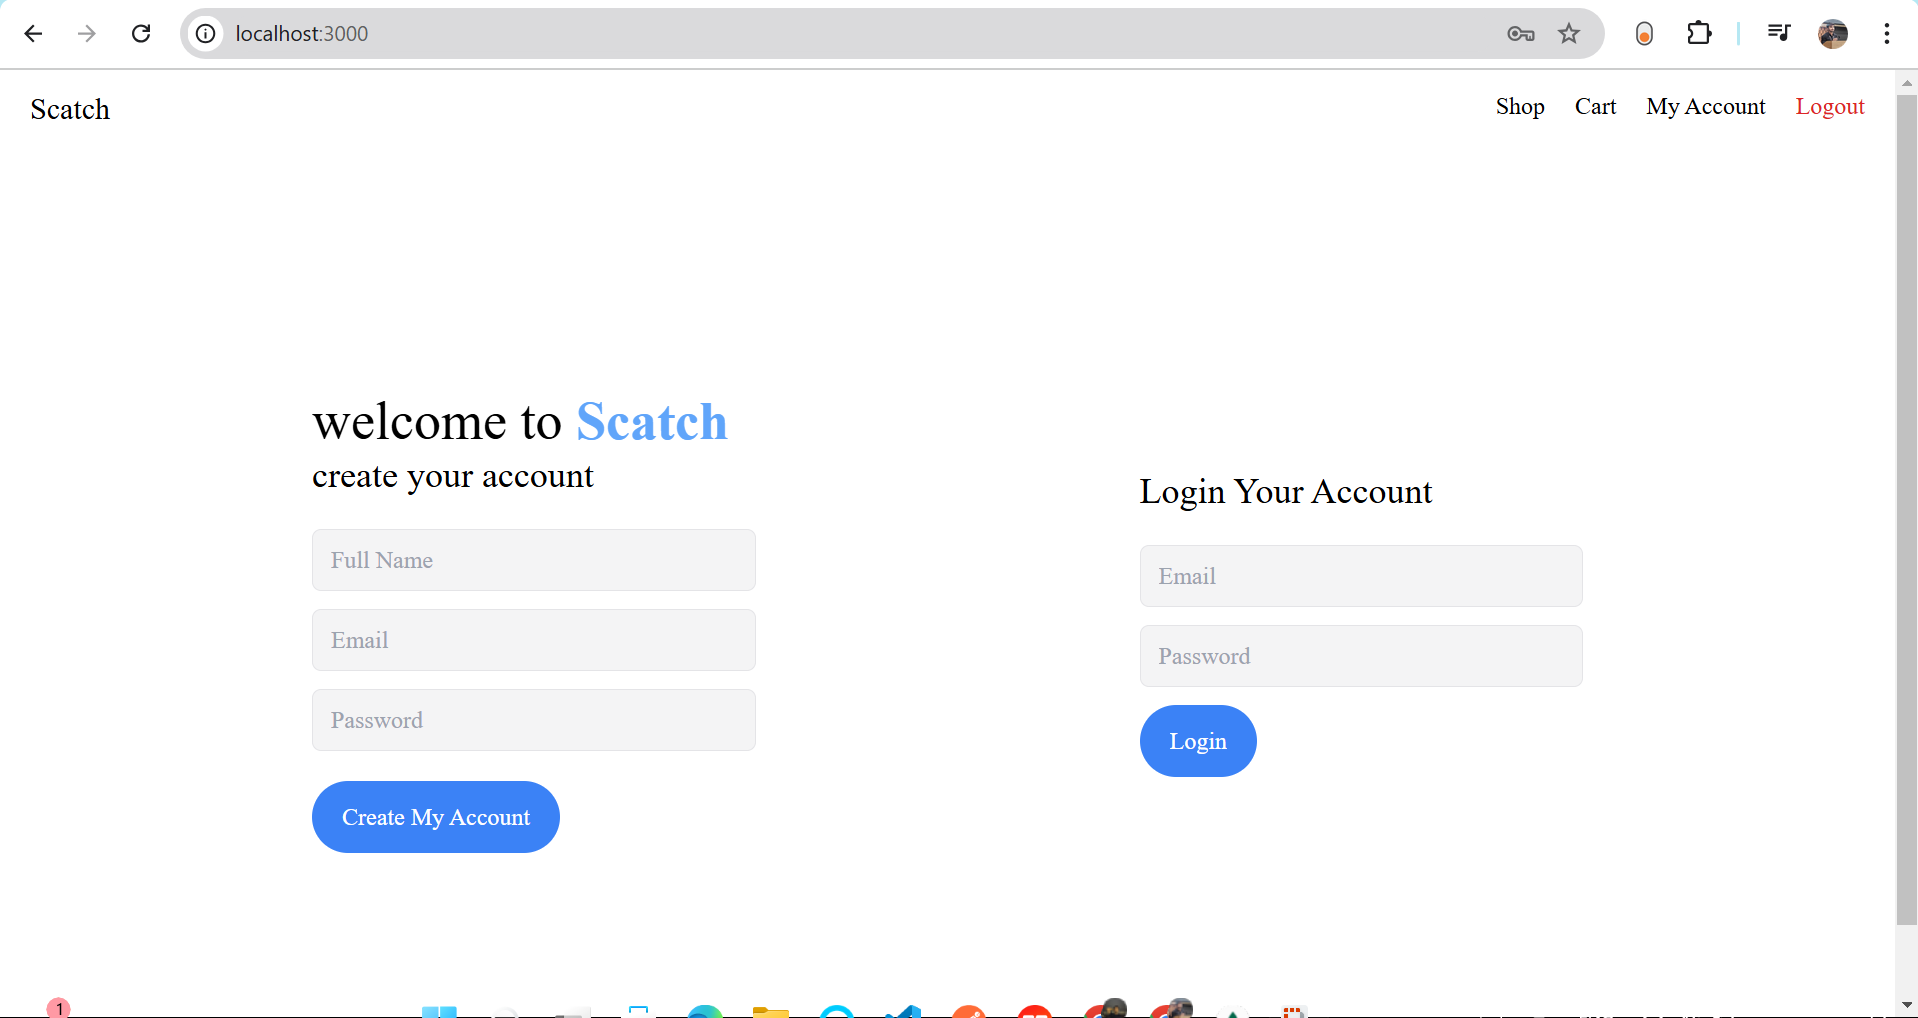 localhost:3000
Scatch
Shop Cart My Account Logout
welcome to Scatch
create your account
Full Name
Email
Password
Create My Account
Login Your Account
Email
Password
Login
1